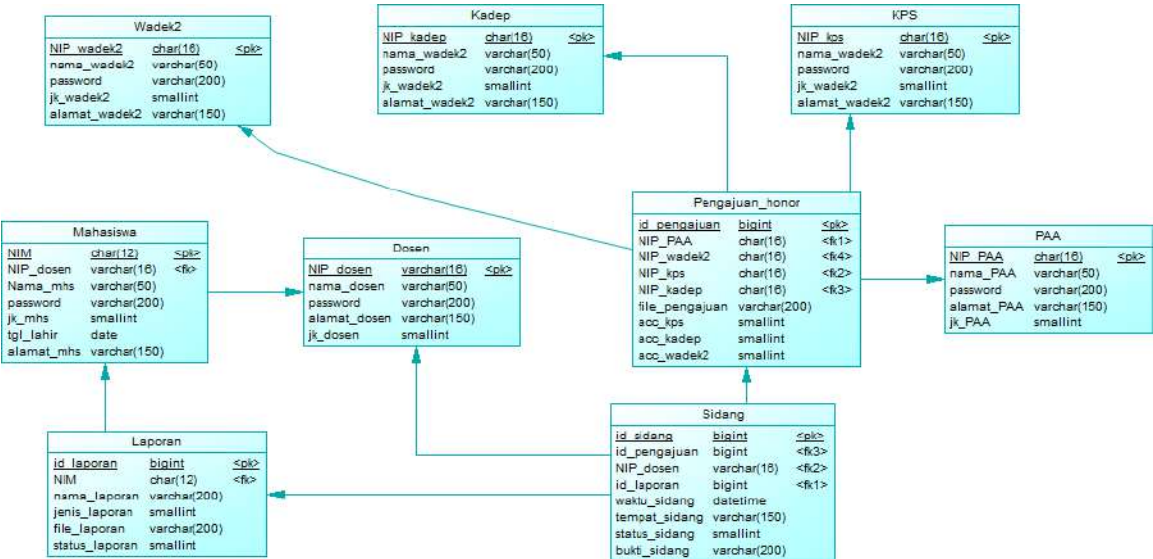 Wadek2
NIP_wadek2 char(16) <pk>
nama_wadek2 varchar(50)
password varchar(200)
jk_wadek2 smallint
alamat_wadek2 varchar(150)
Kadep
NIP_kadep char(16) <pk>
nama_wadek2 varchar(50)
password varchar(200)
jk_wadek2 smallint
alamat_wadek2 varchar(150)
KPS
NIP_kps char(16) <pk>
nama_wadek2 varchar(50)
password varchar(200)
jk_wadek2 smallint
alamat_wadek2 varchar(150)
Mahasiswa
NIM char(12) <pk>
NIP_dosen varchar(16) <fk>
Nama_mhs varchar(50)
password varchar(200)
jk_mhs smallint
tgl_lahir date
alamat_mhs varchar(150)
Dosen
NIP_dosen varchar(16) <pk>
nama_dosen varchar(50)
password varchar(200)
alamat_dosen varchar(150)
jk_dosen smallint
Pengajuan_honor
id_pengajuan bigint <pk>
NIP_PAA char(16) <fk1>
NIP_wadek2 char(16) <fk4>
NIP_kps char(16) <fk2>
NIP_kadep char(16) <fk3>
file_pengajuan varchar(200)
acc_kps smallint
acc_kadep smallint
acc_wadek2 smallint
PAA
NIP_PAA char(16) <pk>
nama_PAA varchar(50)
password varchar(200)
alamat_PAA varchar(150)
jk_PAA smallint
Laporan
id_laporan bigint <pk>
NIM char(12) <fk>
nama_laporan varchar(200)
jenis_laporan smallint
file_laporan varchar(200)
status_laporan smallint
Sidang
id_sidang bigint <pk>
id_pengajuan bigint <fk3>
NIP_dosen varchar(16) <fk2>
id_laporan bigint <fk1>
waktu_sidang datetime
tempat_sidang varchar(150)
status_sidang smallint
bukti_sidang varchar(200)